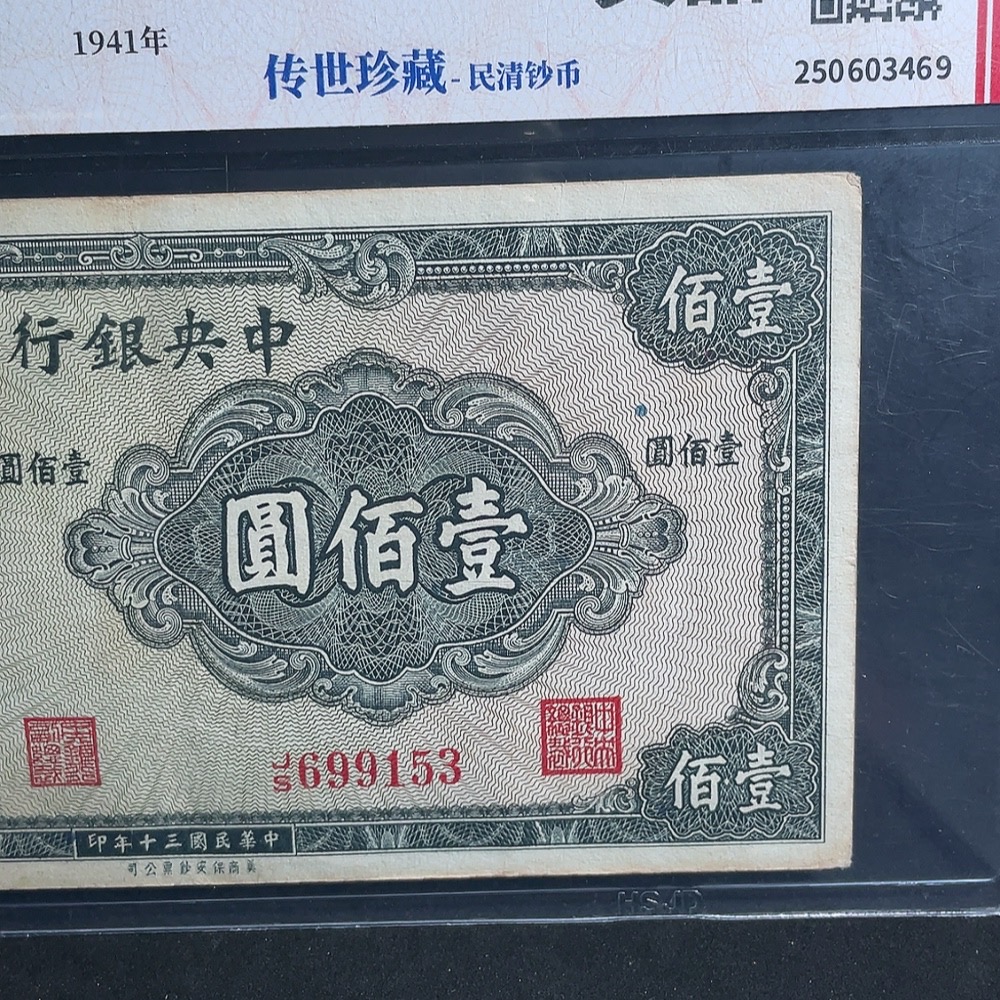 1941年
传世珍藏 - 民清钞币
250603469
佰壹
行銀央中
圓佰壹
圓佰壹
圓佰壹
J/S 699153
佰壹
印年十三國民華中
司公票鈔安保商美